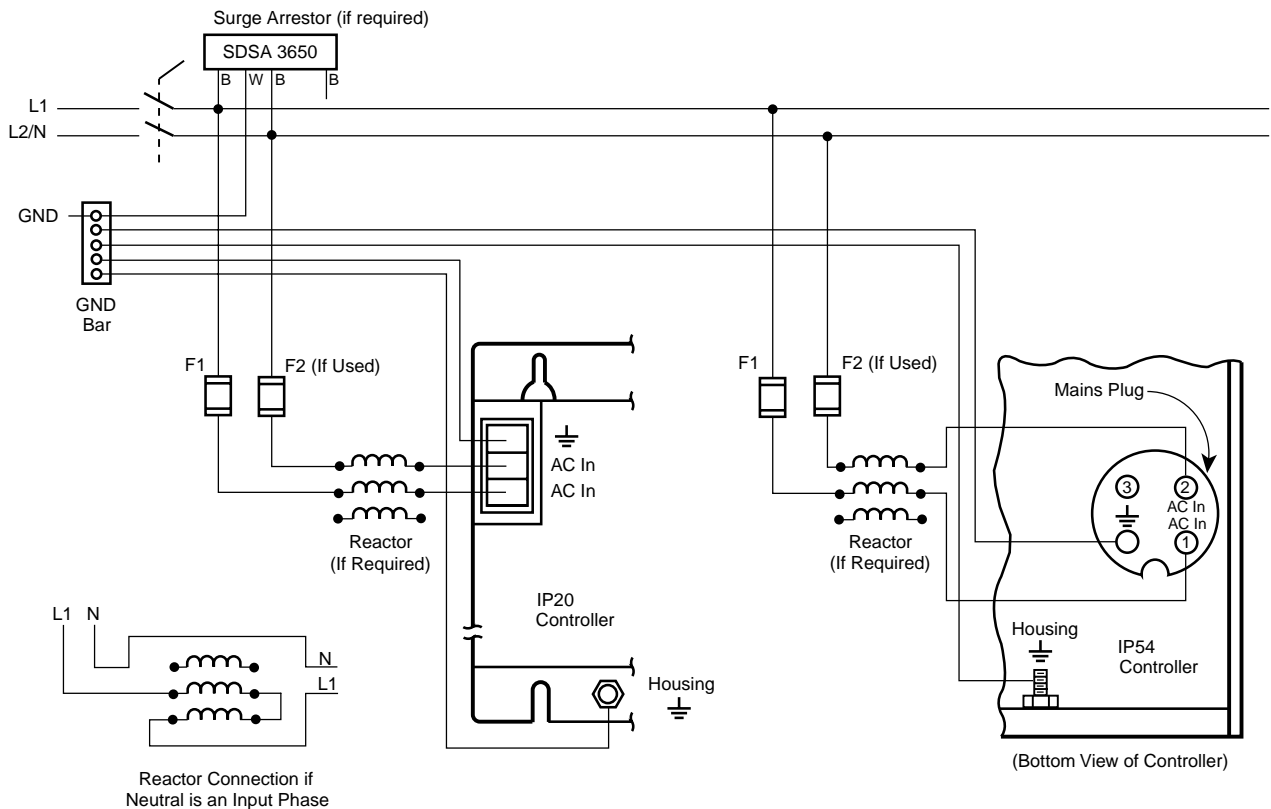 Surge Arrestor (if required)
SDSA 3650
B W B B
L1
L2/N
GND
GND
Bar
F1
F2 (If Used)
F1
F2 (If Used)
Mains Plug
AC In
AC In
Reactor
(If Required)
Reactor
(If Required)
3
2
AC In
AC In
1
IP20
Controller
Housing
IP54
Controller
Housing
L1 N
N
L1
(Bottom View of Controller)
Reactor Connection if
Neutral is an Input Phase